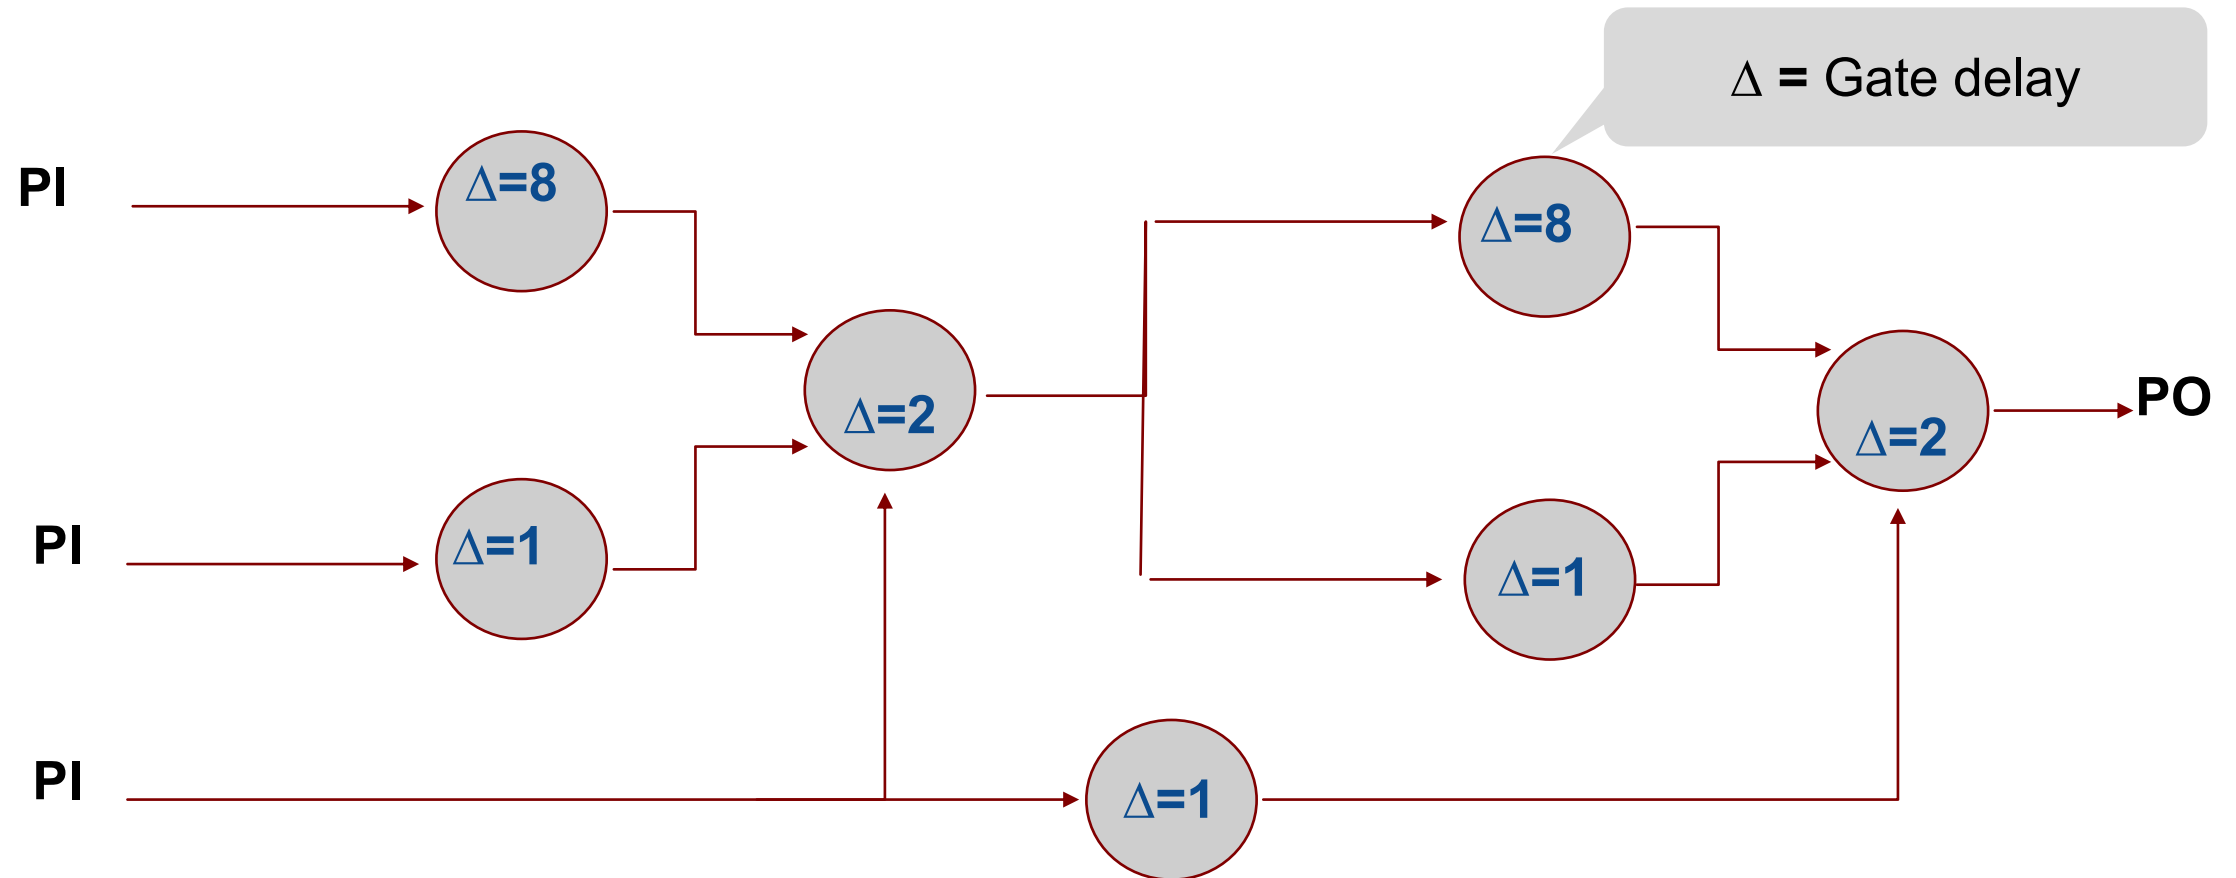 ∆ = Gate delay
PI
∆=8
∆=8
∆=2
∆=2
PO
PI
∆=1
∆=1
PI
∆=1